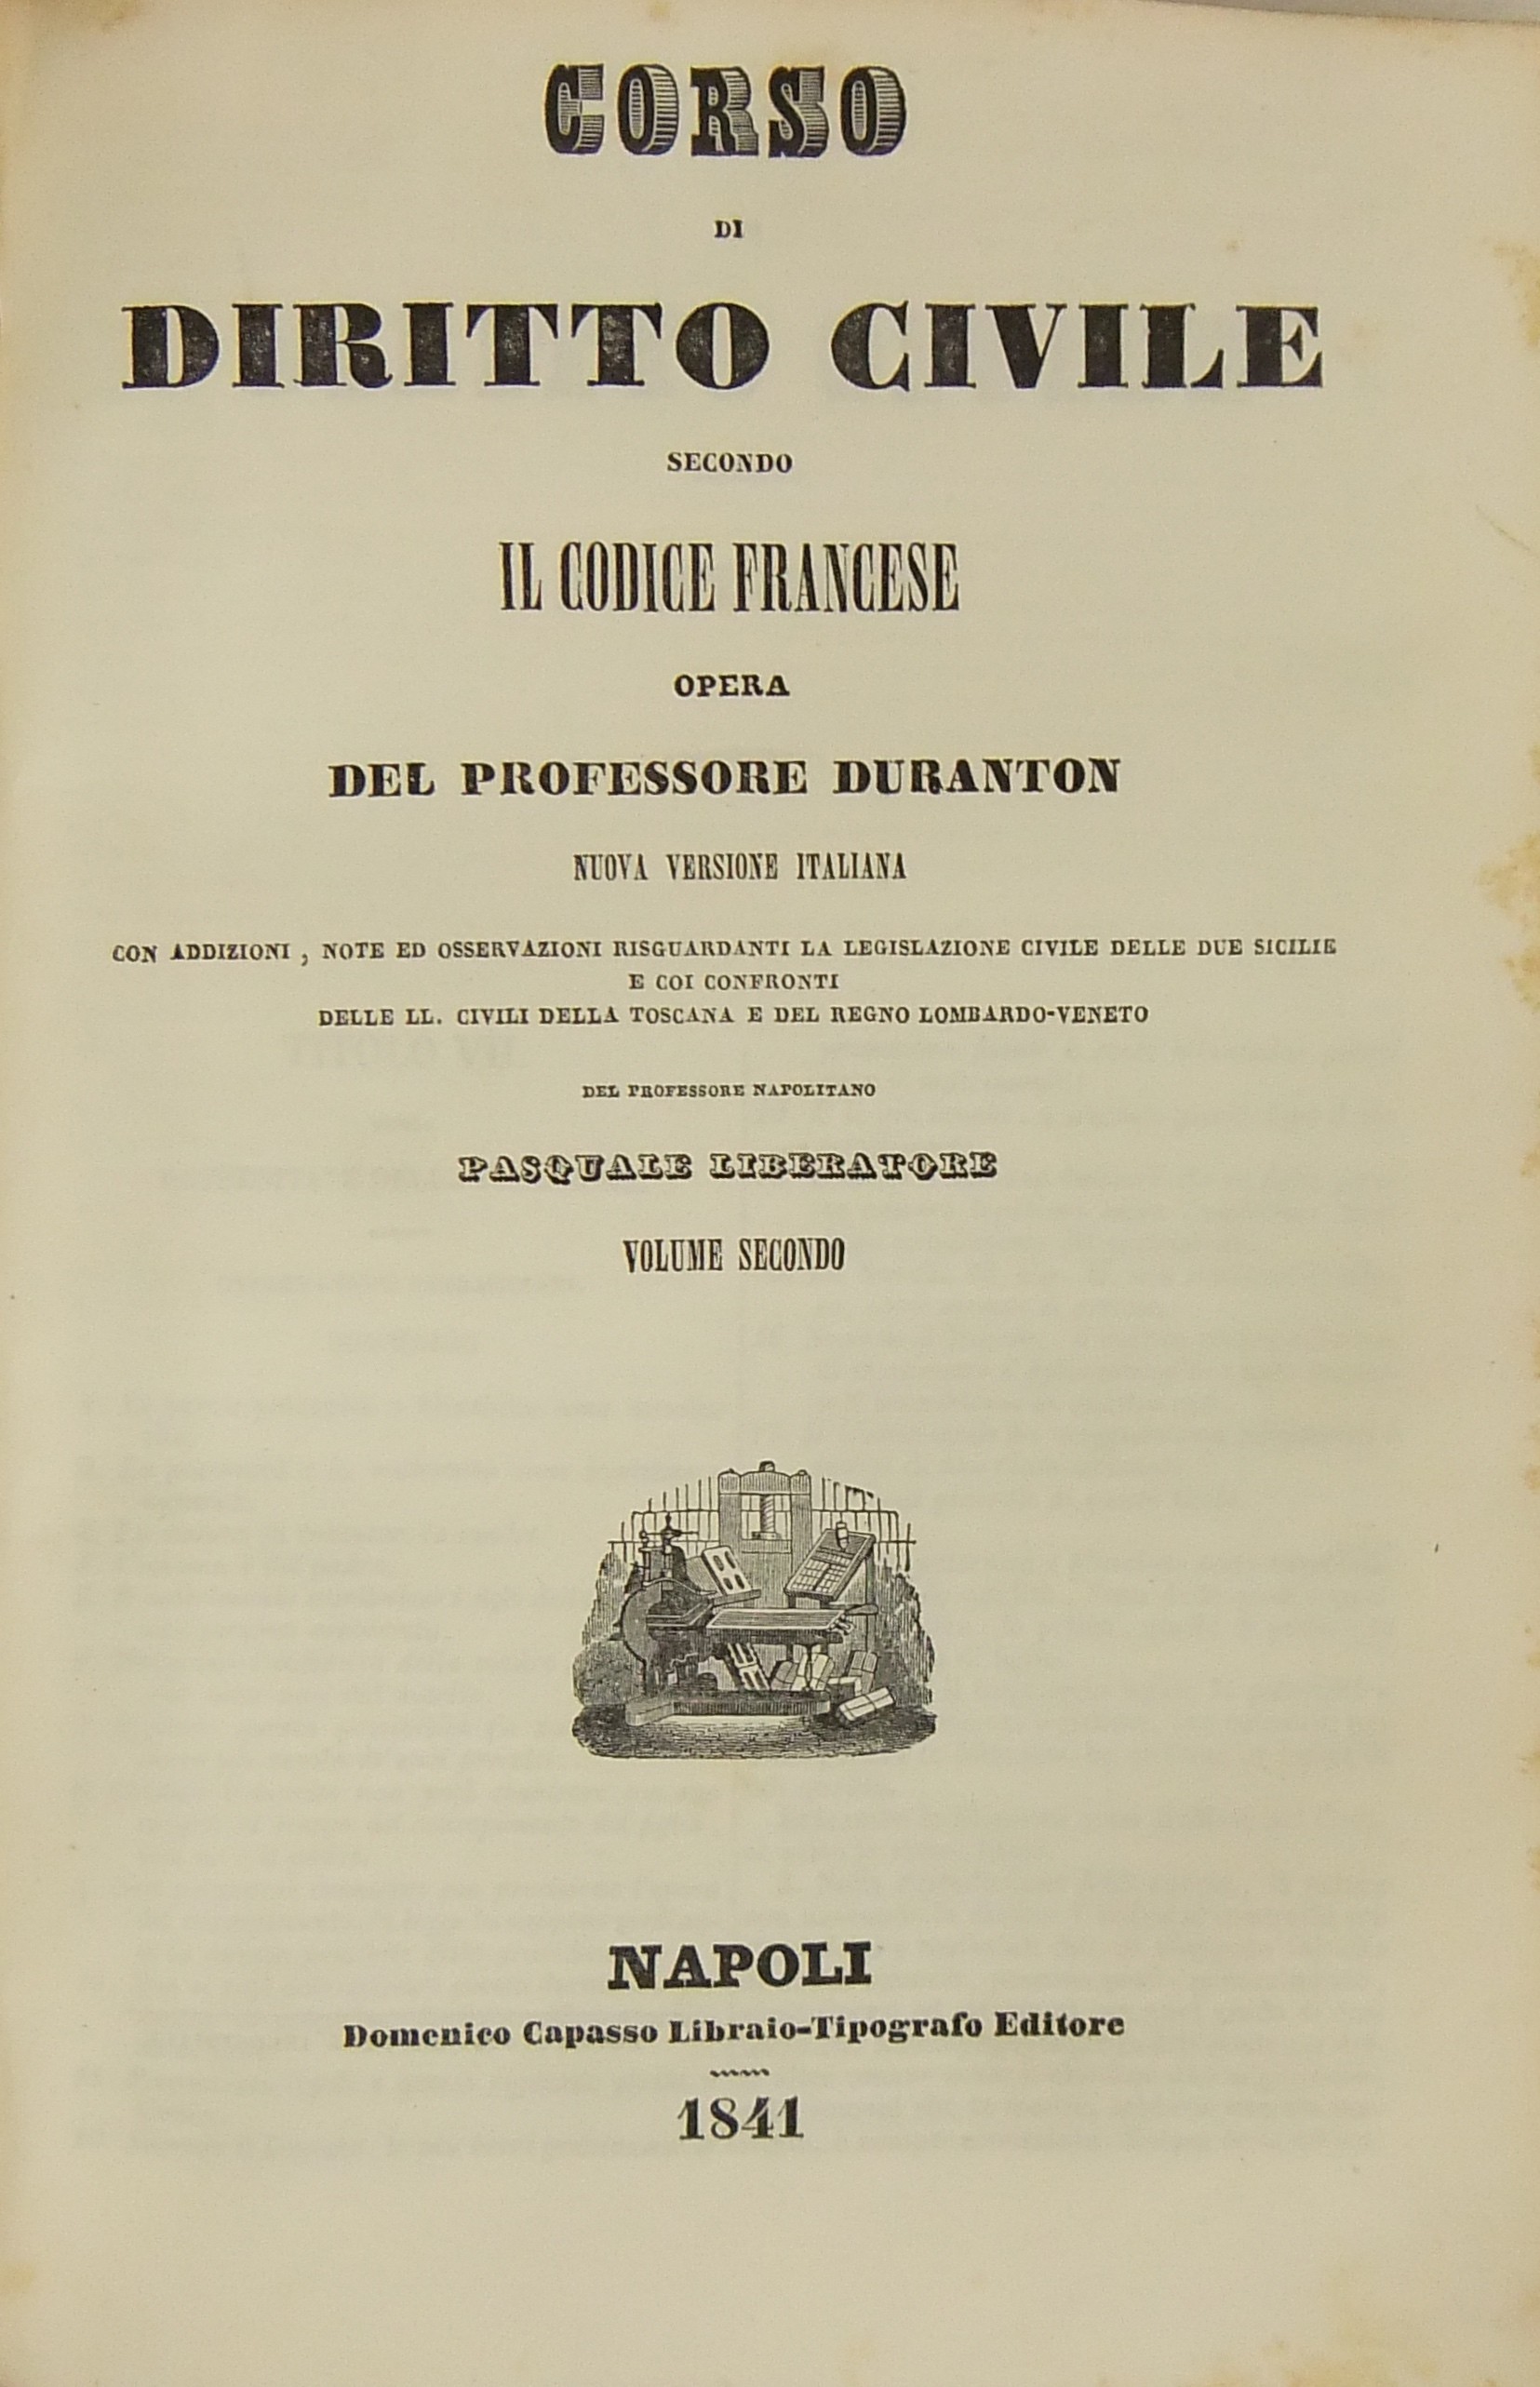 CORSO
DI
DIRITTO CIVILE
SECONDO
IL CODICE FRANCESE
OPERA
DEL PROFESSORE DURANTON
NUOVA VERSIONE ITALIANA
CON ADDIZIONI , NOTE ED OSSERVAZIONI RISGUARDANTI LA LEGISLAZIONE CIVILE DELLE DUE SICILIE
E COI CONFRONTI
DELLE LL. CIVILI DELLA TOSCANA E DEL REGNO LOMBARDO-VENETO
DEL PROFESSORE NAPOLITANO
PASQUALE LIBERATORE
VOLUME SECONDO
NAPOLI
Domenico Capasso Libraio-Tipografo Editore
1841